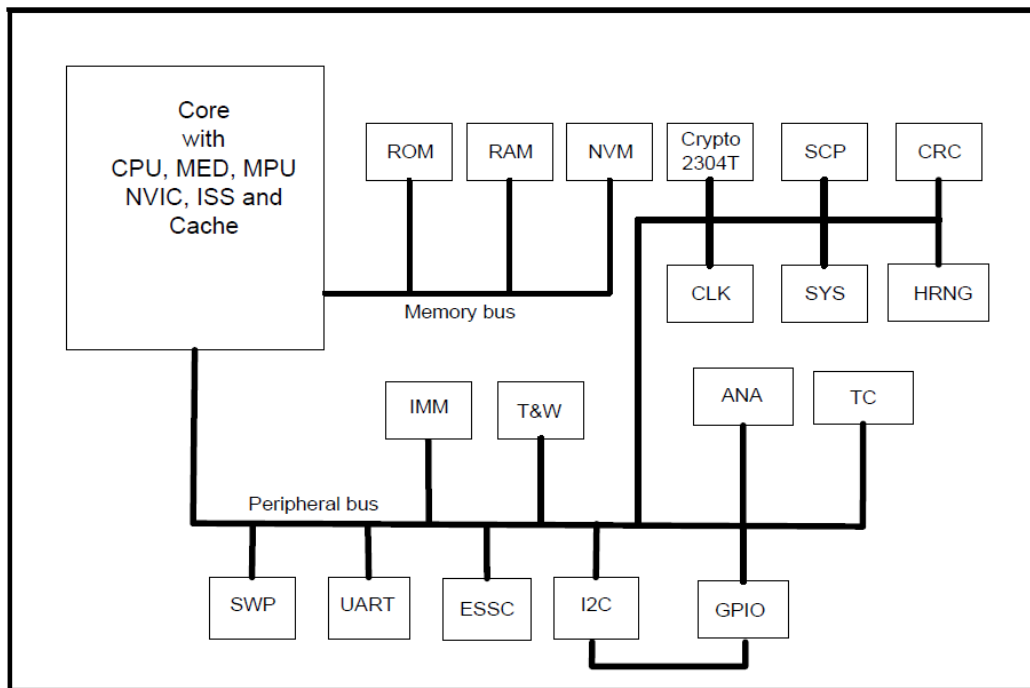 Core
with
CPU, MED, MPU
NVIC, ISS and
Cache
ROM
RAM
NVM
Crypto
2304T
SCP
CRC
CLK
SYS
HRNG
Memory bus
IMM
T&W
ANA
TC
Peripheral bus
SWP
UART
ESSC
I2C
GPIO